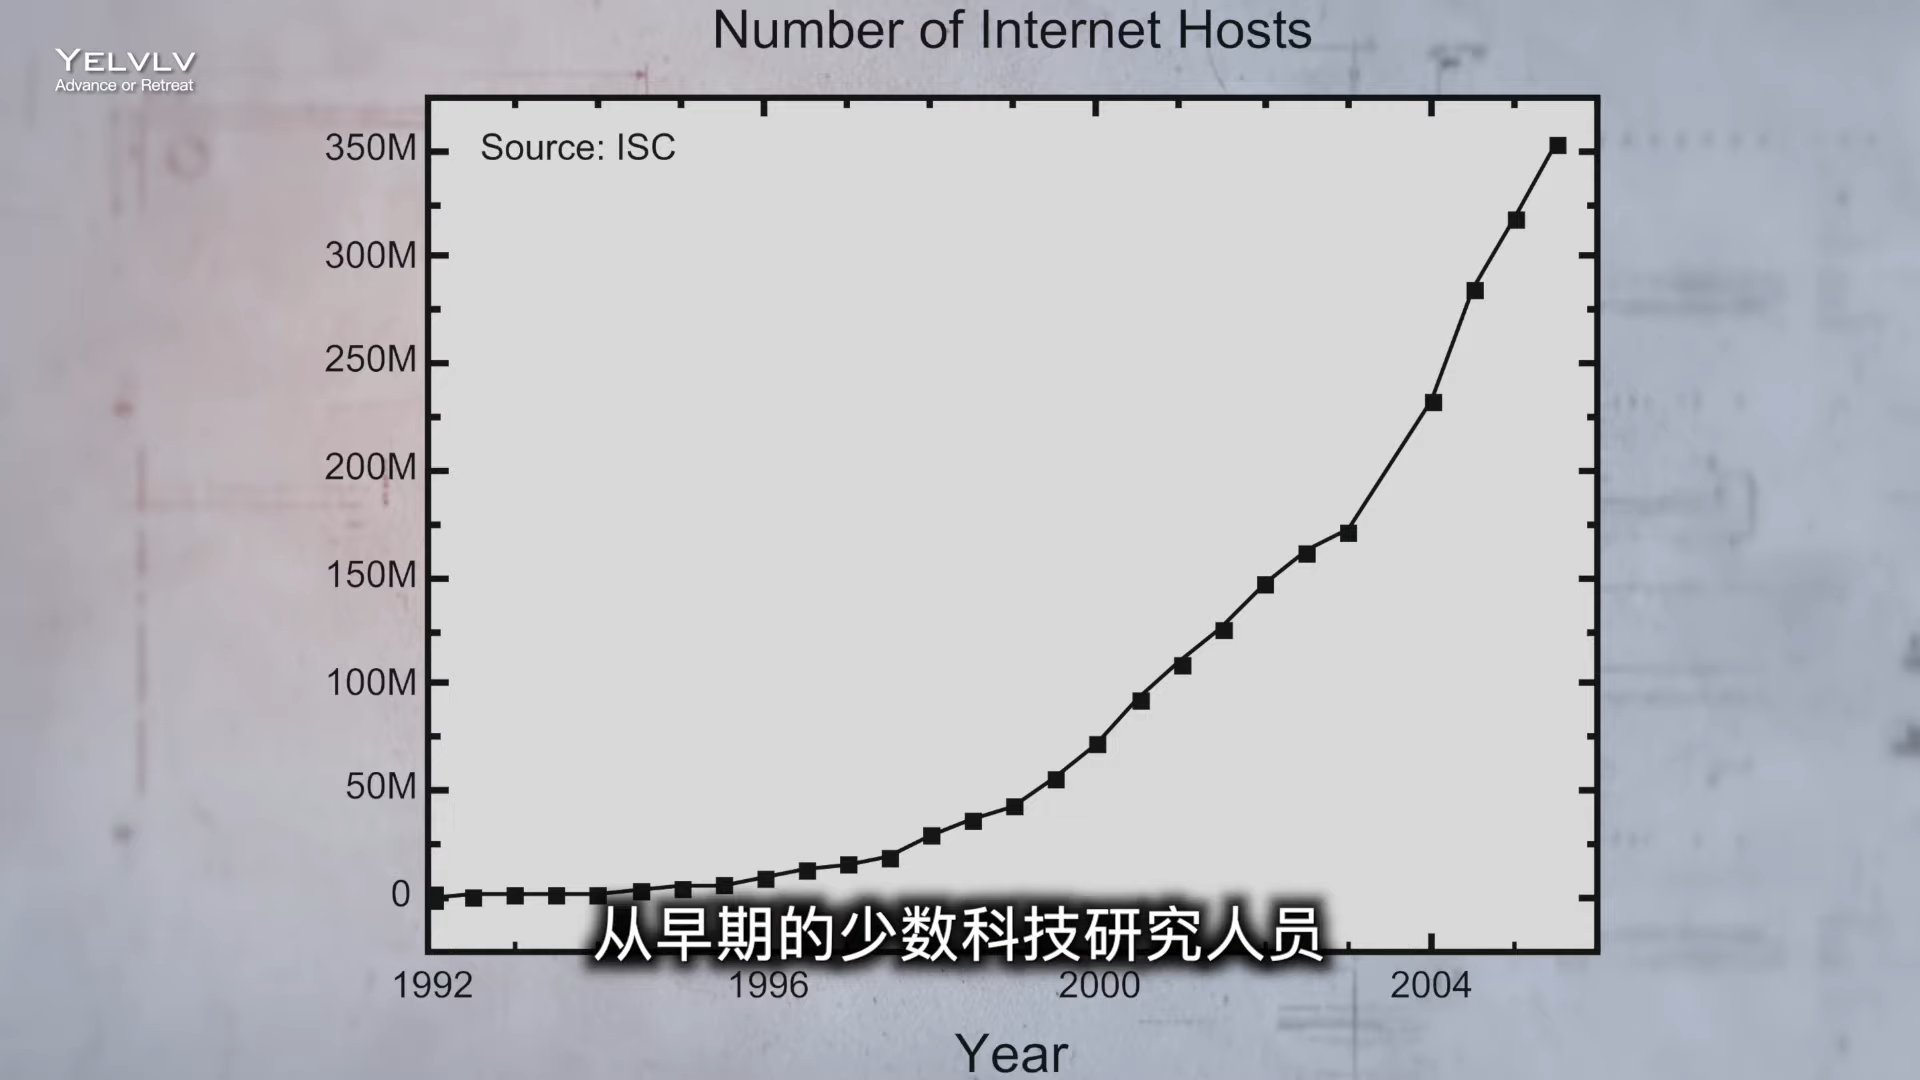 Number of Internet Hosts
YELVLV
Advance or Retreat
Source: ISC
350M
300M
250M
200M
150M
100M
50M
0
从早期的少数科技研究人员
1992 1996 2000 2004
Year